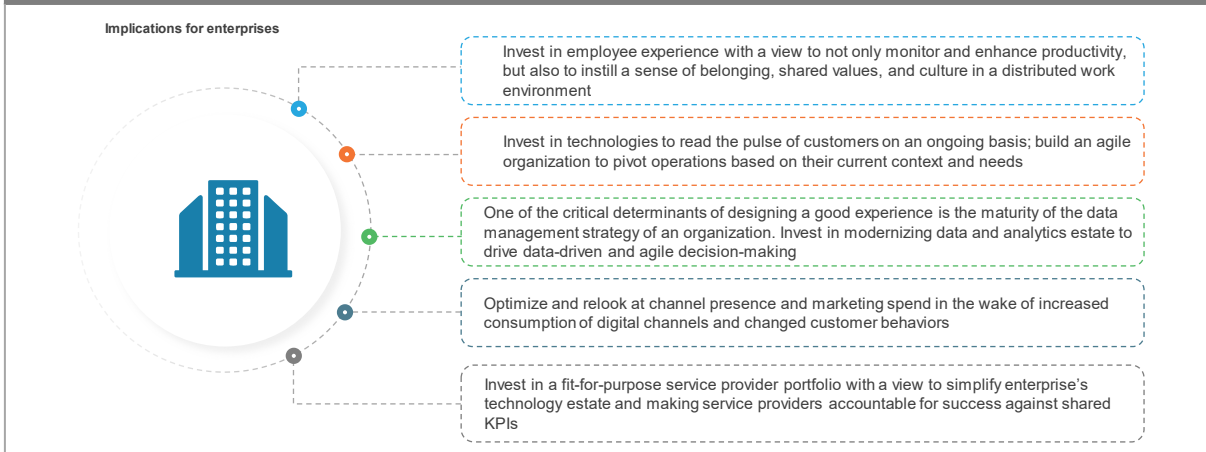 Implications for enterprises
Invest in employee experience with a view to not only monitor and enhance productivity,
but also to instill a sense of belonging, shared values, and culture in a distributed work
environment
Invest in technologies to read the pulse of customers on an ongoing basis; build an agile
organization to pivot operations based on their current context and needs
One of the critical determinants of designing a good experience is the maturity of the data
management strategy of an organization. Invest in modernizing data and analytics estate to
drive data-driven and agile decision-making
Optimize and relook at channel presence and marketing spend in the wake of increased
consumption of digital channels and changed customer behaviors
Invest in a fit-for-purpose service provider portfolio with a view to simplify enterprise's
technology estate and making service providers accountable for success against shared
KPIs